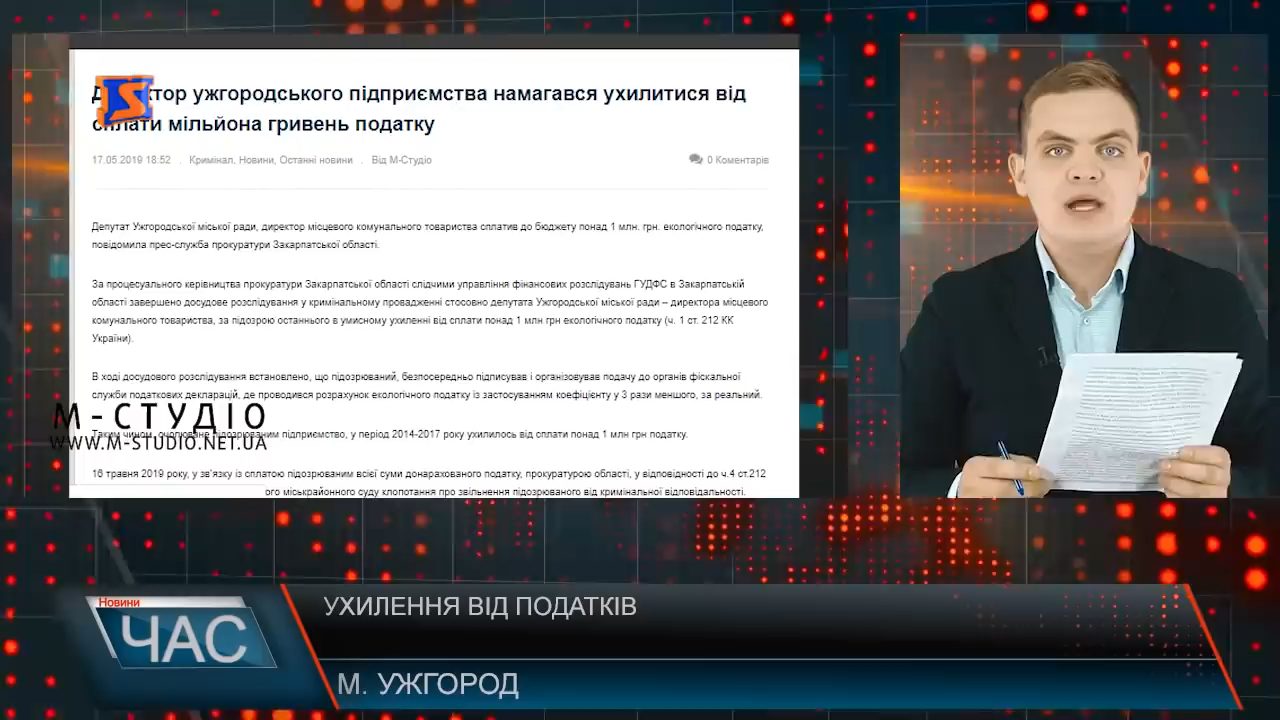 Д тор ужгородського підприємства намагався ухилитися від
сплати мільйона гривень податку
17.05.2019 18:52 . Кримінал, Новини, Останні новини . Від М-Студіо
0 Коментарів
Депутат Ужгородської міської ради, директор місцевого комунального товариства сплатив до бюджету понад 1 млн. грн. екологічного податку,
повідомила прес-служба прокуратури Закарпатської області.
За процесуального керівництва прокуратури Закарпатської області слідчими управління фінансових розслідувань ГУДФС в Закарпатській
області завершено досудове розслідування у кримінальному провадженні стосовно депутата Ужгородської міської ради – директора місцевого
комунального товариства, за підозрою останнього в умисному ухиленні від сплати понад 1 млн грн екологічного податку (ч. 1 ст. 212 КК
України).
В ході досудового розслідування встановлено, що підозрюваний, безпосередньо підписував і організовував подачу до органів фіскальної
служби податкових декларацій, де проводився розрахунок екологічного податку із застосуванням коефіцієнту у 3 рази меншого, за реальний.
М-СТУДІО
Таким чином, очолюване підозрюваним підприємство, у період 2014-2017 року ухилилось від сплати понад 1 млн грн податку.
WWW.M-STUDIO.NET.UA
16 травня 2019 року, у зв'язку із сплатою підозрюваним всієї суми донарахованого податку, прокуратурою області, у відповідності до ч.4 ст.212
ого міськрайонного суду клопотання про звільнення підозрюваного від кримінальної відповідальності.
Новини
ЧАС
УХИЛЕННЯ ВІД ПОДАТКІВ
М. УЖГОРОД